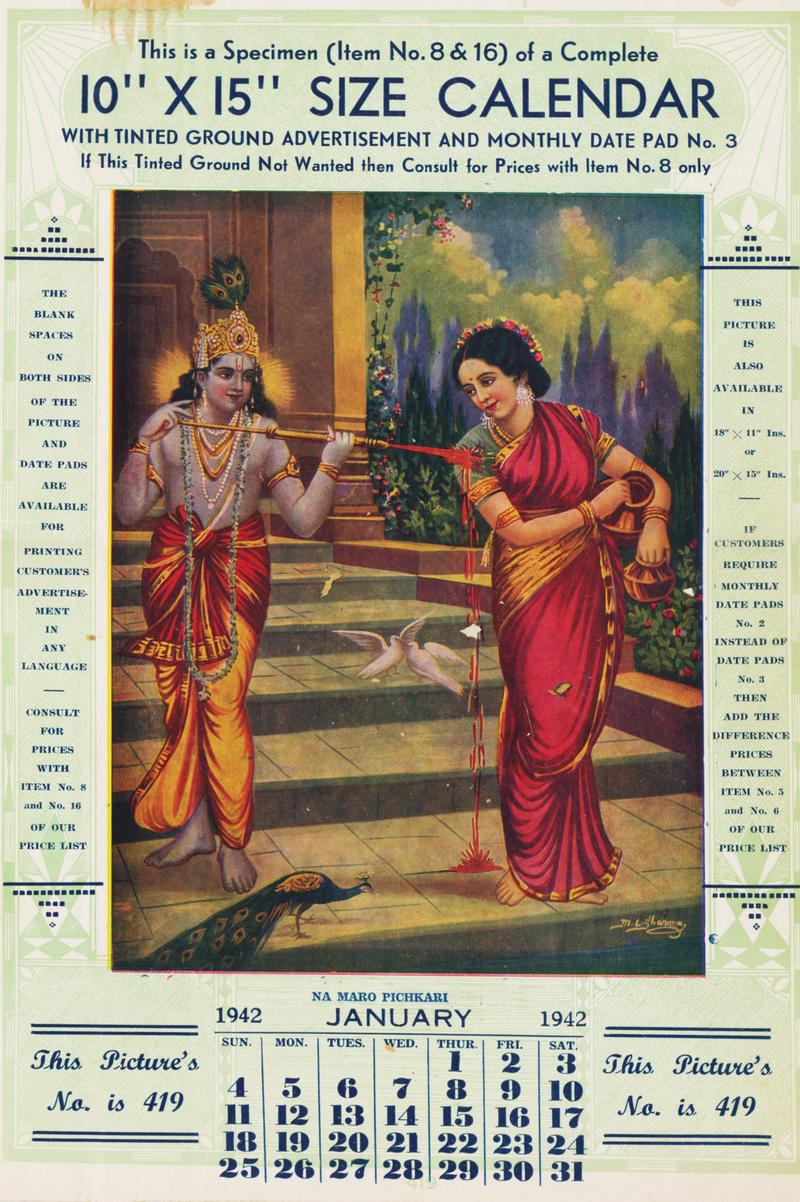 This is a Specimen (Item No. 8 & 16) of a Complete
10" X 15" SIZE CALENDAR
WITH TINTED GROUND ADVERTISEMENT AND MONTHLY DATE PAD No. 3
If This Tinted Ground Not Wanted then Consult for Prices with Item No. 8 only
THE
BLANK
SPACES
ON
BOTH SIDES
OF THE
PICTURE
AND
DATE PADS
ARE
AVAILABLE
FOR
PRINTING
CUSTOMER'S
ADVERTISE-
MENT
IN
ANY
LANGUAGE
CONSULT
FOR
PRICES
WITH
ITEM No. 8
and No. 16
OF OUR
PRICE LIST
THIS
PICTURE
IS
ALSO
AVAILABLE
IN
18" × 11" Ins.
or
20" × 15" Ins.
IF
CUSTOMERS
REQUIRE
MONTHLY
DATE PADS
No. 2
INSTEAD OF
DATE PADS
No. 3
THEN
ADD THE
DIFFERENCE
PRICES
BETWEEN
ITEM No. 5
and No. 6
OF OUR
PRICE LIST
M. L. Sharma
NA MARO PICHKARI
1942 JANUARY 1942
SUN. MON. TUES. WED. THUR. FRI. SAT.
1 2 3
4 5 6 7 8 9 10
11 12 13 14 15 16 17
18 19 20 21 22 23 24
25 26 27 28 29 30 31
This Picture's
No. is 419
This Picture's
No. is 419
419